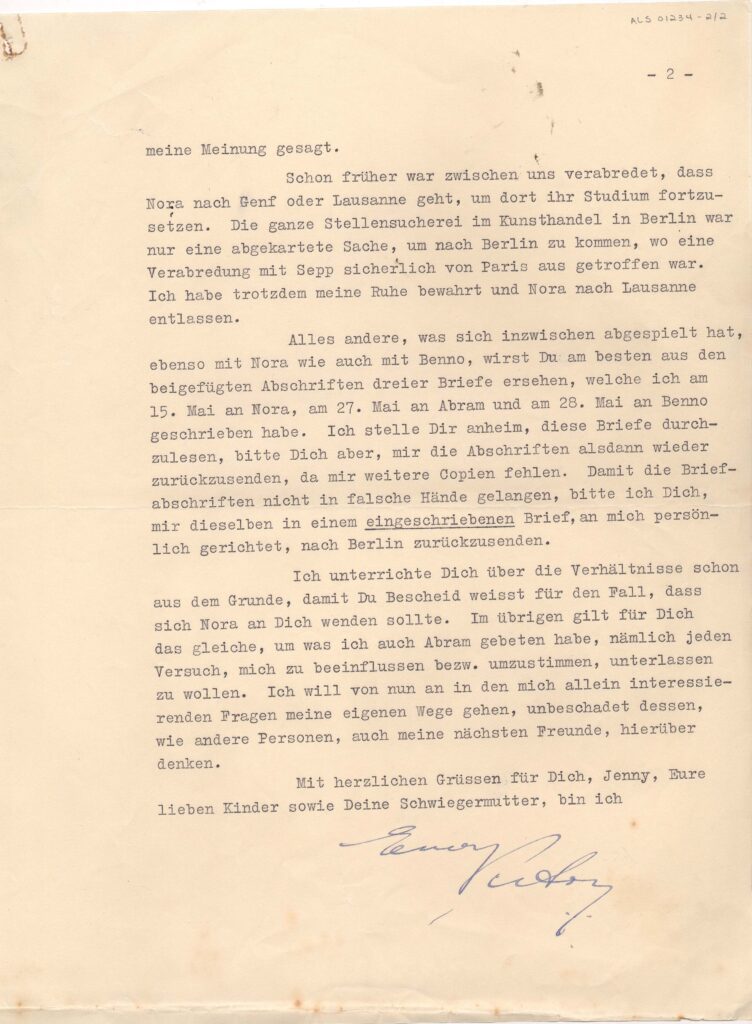 ALS 01234-2/2
- 2 -
meine Meinung gesagt.
Schon früher war zwischen uns verabredet, dass
Nora nach Genf oder Lausanne geht, um dort ihr Studium fortzu-
setzen. Die ganze Stellensucherei im Kunsthandel in Berlin war
nur eine abgekartete Sache, um nach Berlin zu kommen, wo eine
Verabredung mit Sepp sicherlich von Paris aus getroffen war.
Ich habe trotzdem meine Ruhe bewahrt und Nora nach Lausanne
entlassen.
Alles andere, was sich inzwischen abgespielt hat,
ebenso mit Nora wie auch mit Benno, wirst Du am besten aus den
beigefügten Abschriften dreier Briefe ersehen, welche ich am
15. Mai an Nora, am 27. Mai an Abram und am 28. Mai an Benno
geschrieben habe. Ich stelle Dir anheim, diese Briefe durch-
zulesen, bitte Dich aber, mir die Abschriften alsdann wieder
zurückzusenden, da mir weitere Copien fehlen. Damit die Brief-
abschriften nicht in falsche Hände gelangen, bitte ich Dich,
mir dieselben in einem eingeschriebenen Brief, an mich persön-
lich gerichtet, nach Berlin zurückzusenden.
Ich unterrichte Dich über die Verhältnisse schon
aus dem Grunde, damit Du Bescheid weisst für den Fall, dass
sich Nora an Dich wenden sollte. Im übrigen gilt für Dich
das gleiche, um was ich auch Abram gebeten habe, nämlich jeden
Versuch, mich zu beeinflussen bezw. umzustimmen, unterlassen
zu wollen. Ich will von nun an in den mich allein interessie-
renden Fragen meine eigenen Wege gehen, unbeschadet dessen,
wie andere Personen, auch meine nächsten Freunde, hierüber
denken.
Mit herzlichen Grüssen für Dich, Jenny, Eure
lieben Kinder sowie Deine Schwiegermutter, bin ich